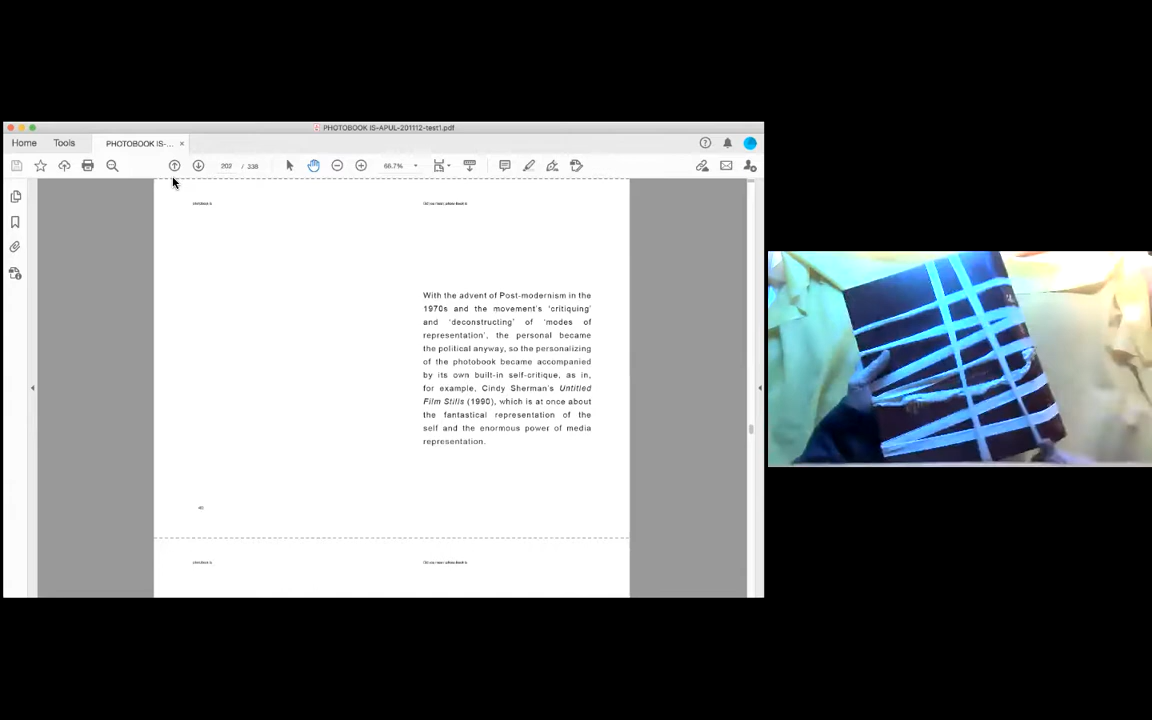 PHOTOBOOK IS-APUL-201112-test1.pdf
Home Tools PHOTOBOOK IS-... ×
202 / 338 66.7%
With the advent of Post-modernism in the
1970s and the movement's 'critiquing'
and 'deconstructing' of 'modes of
representation', the personal became
the political anyway, so the personalizing
of the photobook became accompanied
by its own built-in self-critique, as in,
for example, Cindy Sherman's Untitled
Film Stills (1990), which is at once about
the fantastical representation of the
self and the enormous power of media
representation.